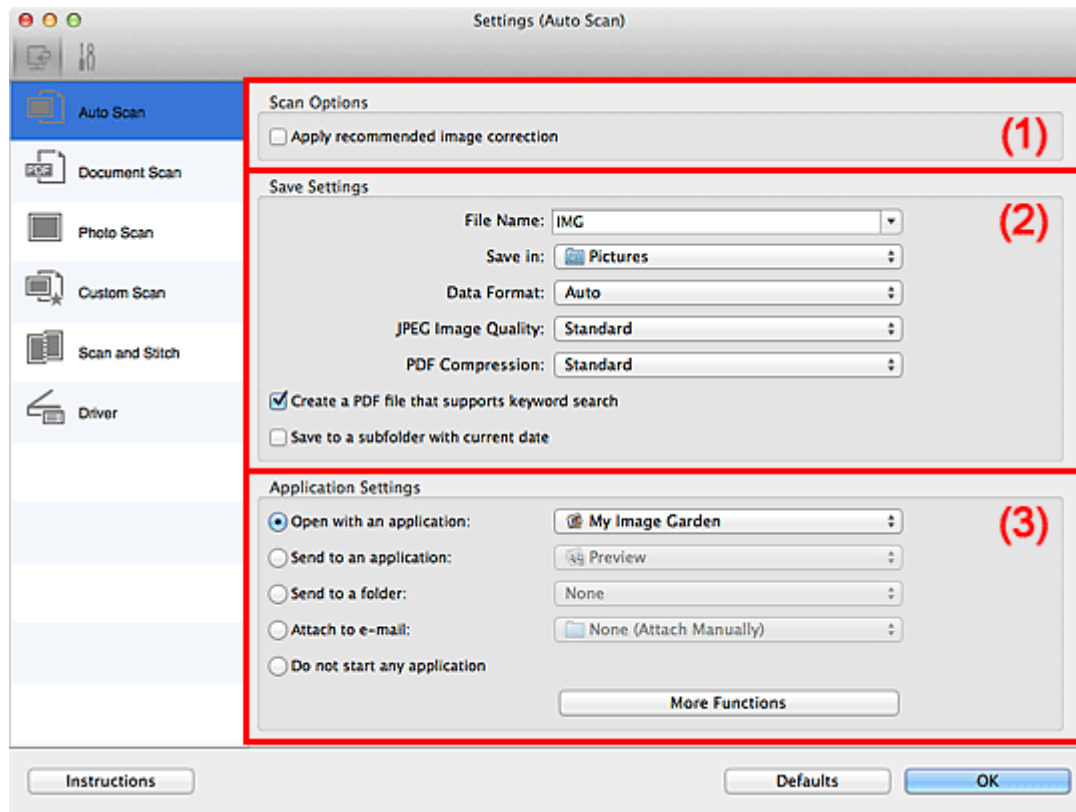 Settings (Auto Scan)
Auto Scan
Document Scan
Photo Scan
Custom Scan
Scan and Stitch
Driver
Scan Options
Apply recommended image correction
(1)
Save Settings
(2)
File Name: IMG
Save in: Pictures
Data Format: Auto
JPEG Image Quality: Standard
PDF Compression: Standard
Create a PDF file that supports keyword search
Save to a subfolder with current date
Application Settings
(3)
Open with an application: My Image Garden
Send to an application: Preview
Send to a folder: None
Attach to e-mail: None (Attach Manually)
Do not start any application
More Functions
Instructions
Defaults
OK